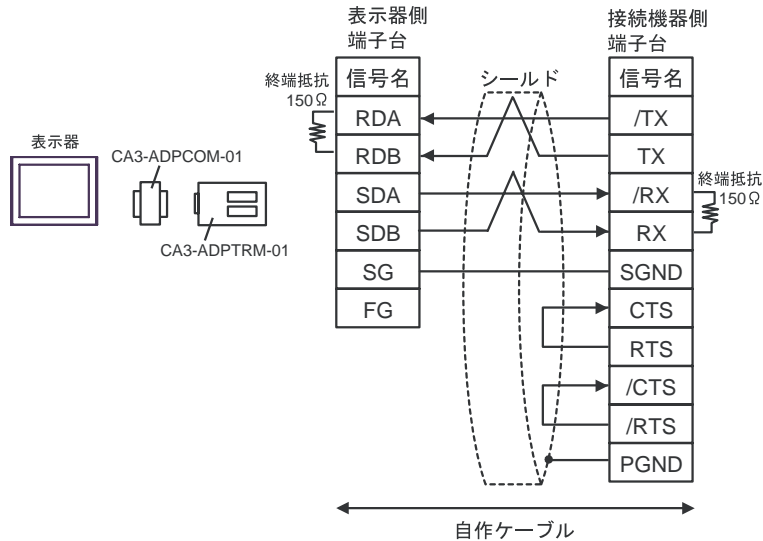 表示器側
端子台
接続機器側
端子台
信号名
シールド
信号名
終端抵抗
150Ω
RDA
/TX
RDB
TX
表示器
CA3-ADPCOM-01
CA3-ADPTRM-01
SDA
/RX
終端抵抗
150Ω
SDB
RX
SG
SGND
FG
CTS
RTS
/CTS
/RTS
PGND
自作ケーブル